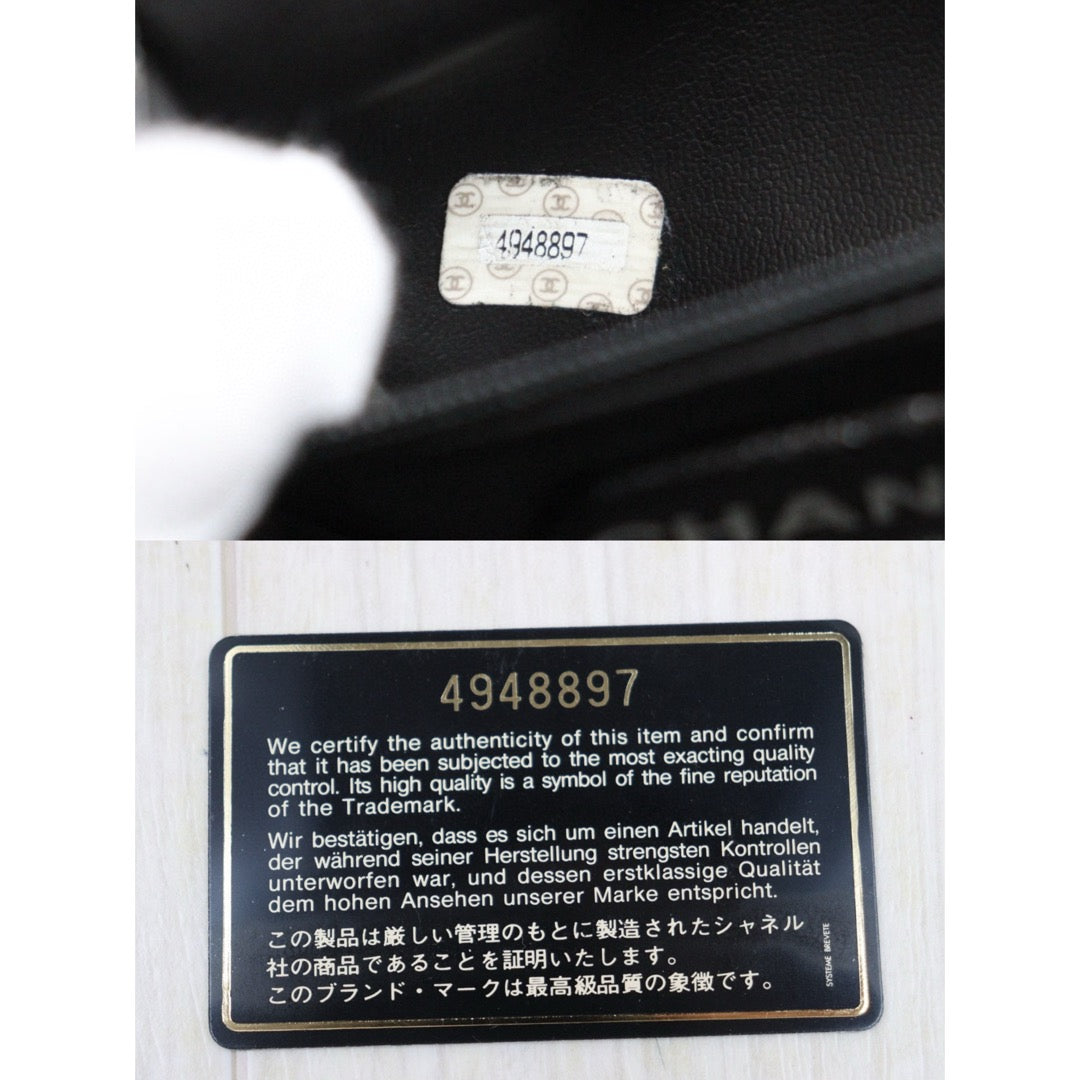 4948897
CHAN
4948897
We certify the authenticity of this item and confirm
that it has been subjected to the most exacting quality
control. Its high quality is a symbol of the fine reputation
of the Trademark.
Wir bestätigen, dass es sich um einen Artikel handelt,
der während seiner Herstellung strengsten Kontrollen
unterworfen war, und dessen erstklassige Qualität
dem hohen Ansehen unserer Marke entspricht.
この製品は厳しい管理のもとに製造されたシャネル
社の商品であることを証明いたします。
このブランド・マークは最高級品質の象徴です。
SYSTEME BREVETE